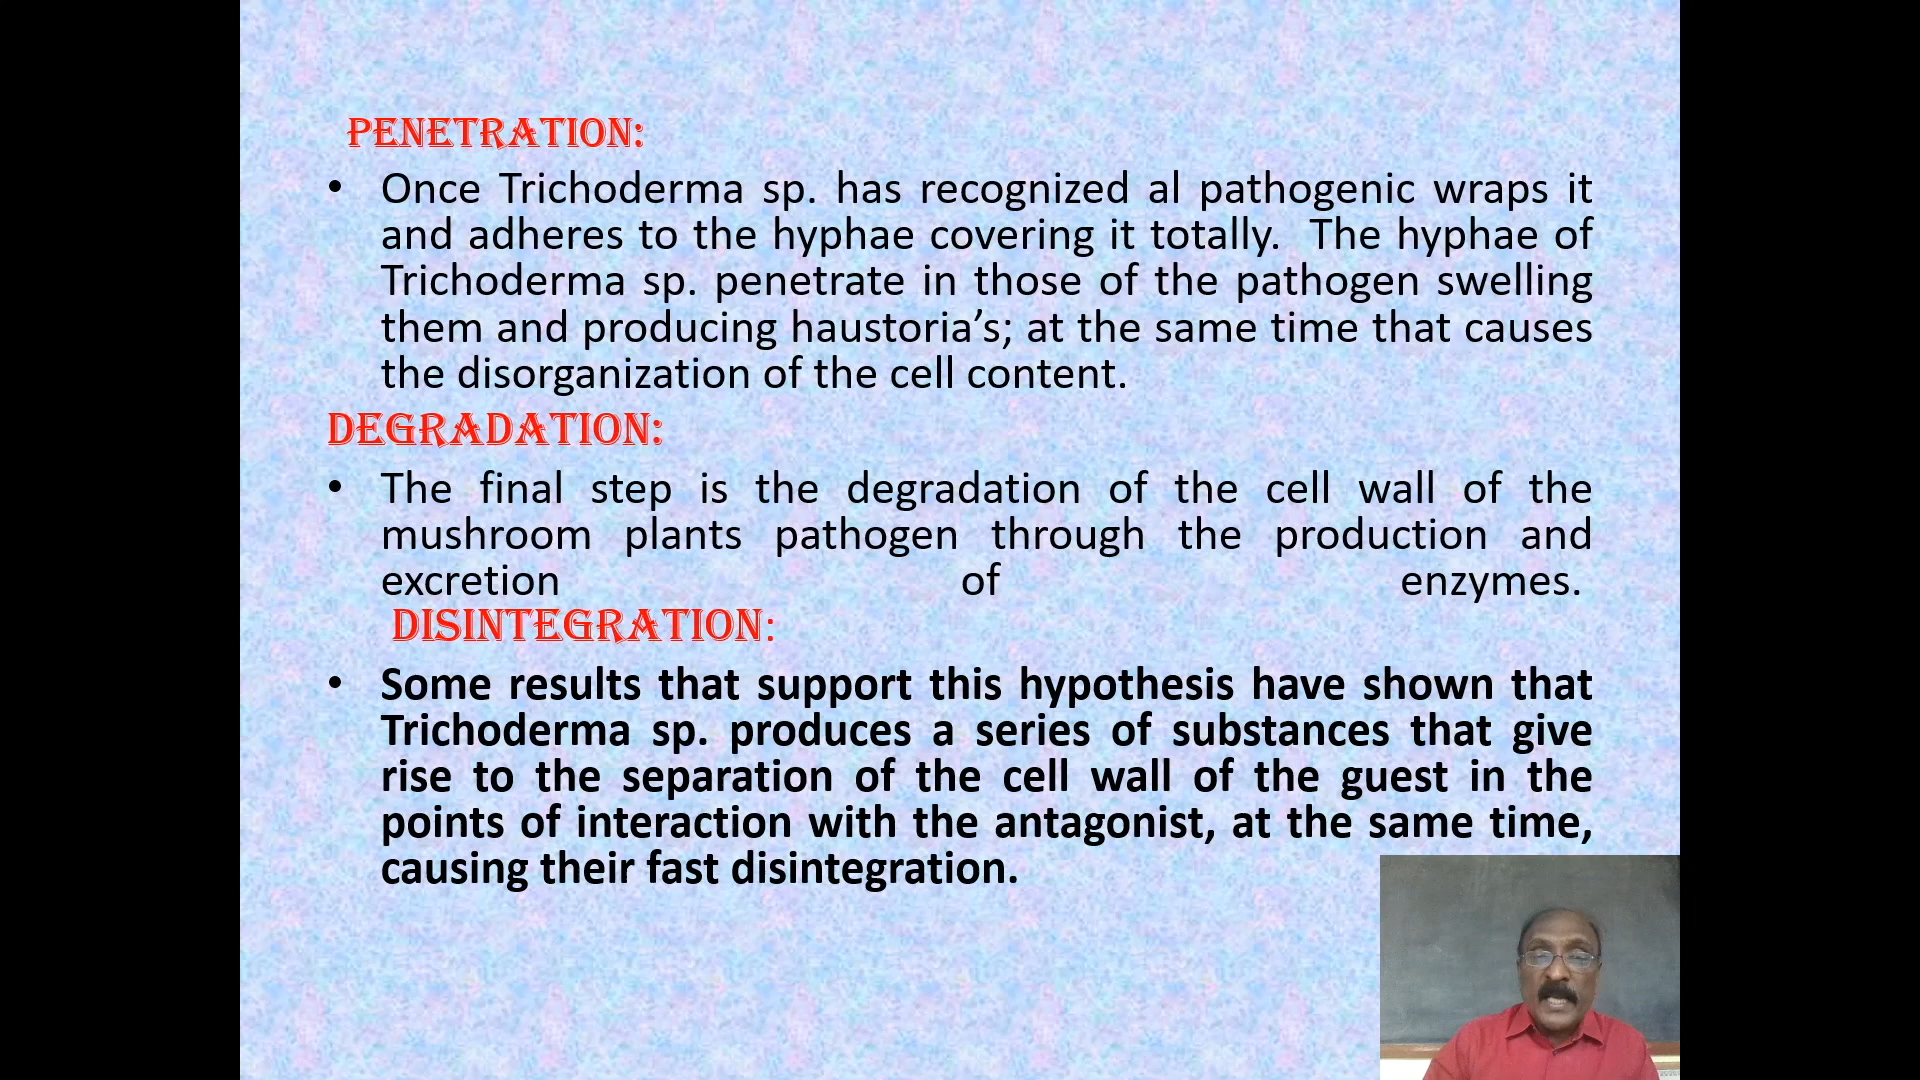 PENETRATION:
• Once Trichoderma sp. has recognized al pathogenic wraps it
and adheres to the hyphae covering it totally. The hyphae of
Trichoderma sp. penetrate in those of the pathogen swelling
them and producing haustoria’s; at the same time that causes
the disorganization of the cell content.
DEGRADATION:
• The final step is the degradation of the cell wall of the
mushroom plants pathogen through the production and
excretion of enzymes.
DISINTEGRATION:
• Some results that support this hypothesis have shown that
Trichoderma sp. produces a series of substances that give
rise to the separation of the cell wall of the guest in the
points of interaction with the antagonist, at the same time,
causing their fast disintegration.